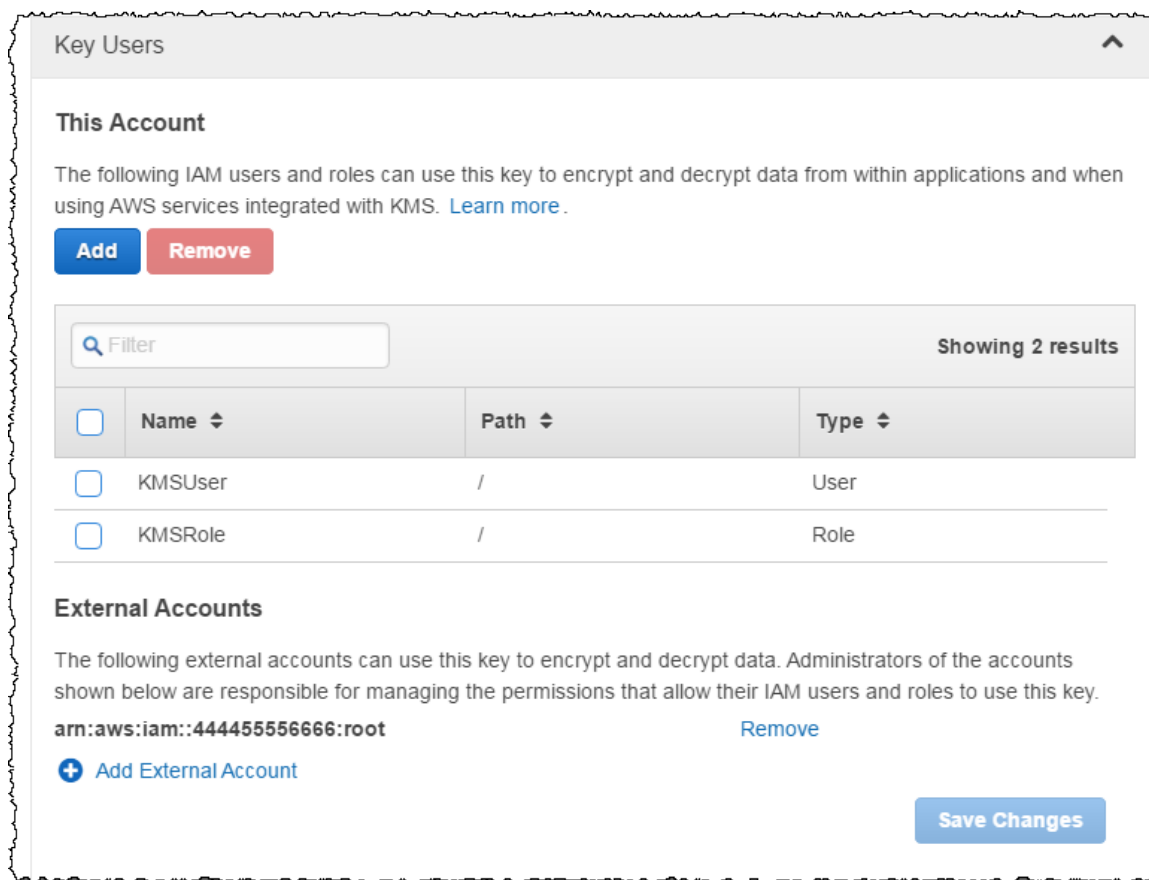 Key Users
This Account
The following IAM users and roles can use this key to encrypt and decrypt data from within applications and when
using AWS services integrated with KMS. Learn more.
Add Remove
Filter Showing 2 results
Name Path Type
KMSUser / User
KMSRole / Role
External Accounts
The following external accounts can use this key to encrypt and decrypt data. Administrators of the accounts
shown below are responsible for managing the permissions that allow their IAM users and roles to use this key.
arn:aws:iam::444455556666:root Remove
Add External Account
Save Changes